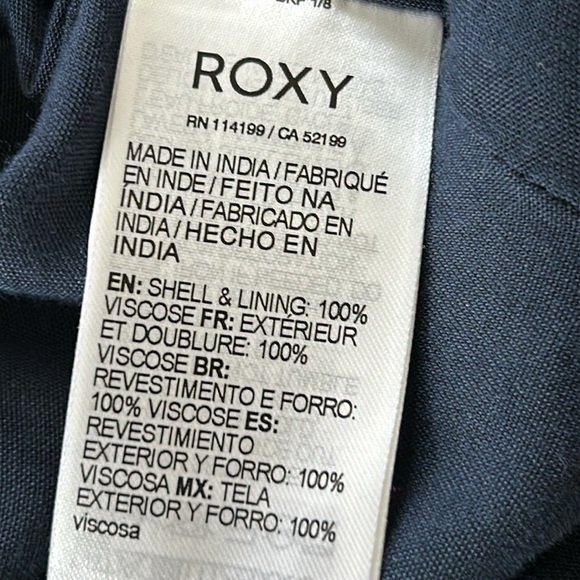 1/8
ROXY
RN 114199 / CA 52199
MADE IN INDIA / FABRIQUÉ
EN INDE / FEITO NA
ÍNDIA / FABRICADO EN
INDIA / HECHO EN
INDIA
EN: SHELL & LINING: 100%
VISCOSE FR: EXTÉRIEUR
ET DOUBLURE: 100%
VISCOSE BR:
REVESTIMENTO E FORRO:
100% VISCOSE ES:
REVESTIMIENTO
EXTERIOR Y FORRO: 100%
VISCOSA MX: TELA
EXTERIOR Y FORRO: 100%
viscosa